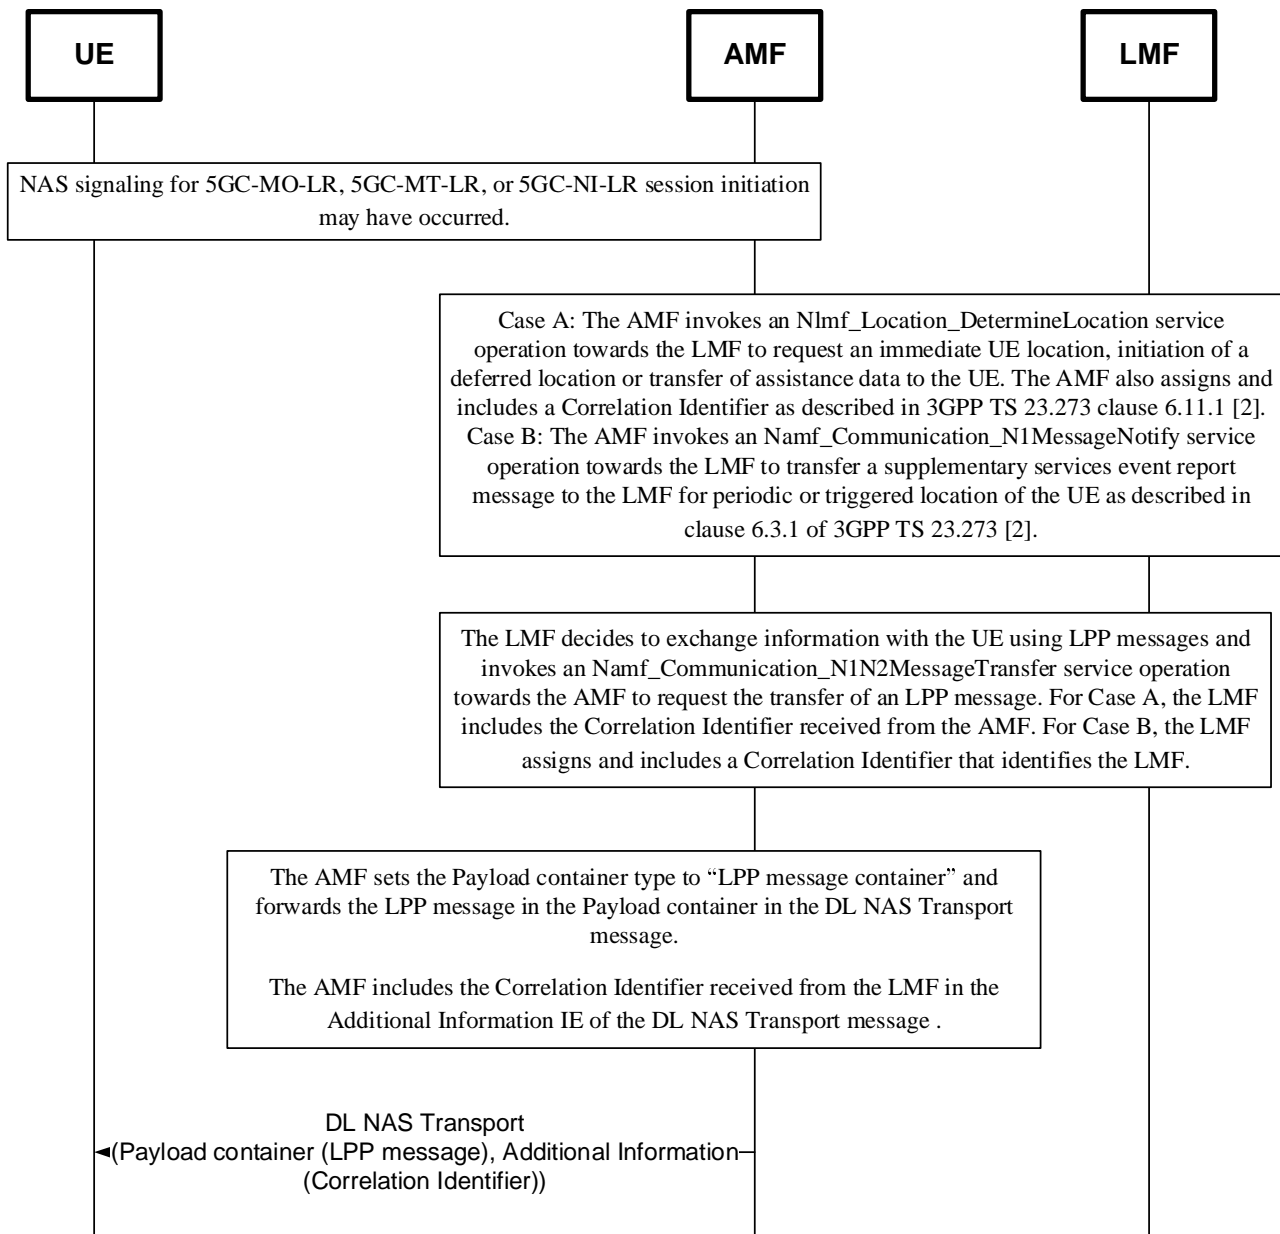 UE
AMF
LMF
NAS signaling for 5GC-MO-LR, 5GC-MT-LR, or 5GC-NI-LR session initiation
may have occurred.
Case A: The AMF invokes an Nlmf_Location_DetermineLocation service
operation towards the LMF to request an immediate UE location, initiation of a
deferred location or transfer of assistance data to the UE. The AMF also assigns and
includes a Correlation Identifier as described in 3GPP TS 23.273 clause 6.11.1 [2].
Case B: The AMF invokes an Namf_Communication_N1MessageNotify service
operation towards the LMF to transfer a supplementary services event report
message to the LMF for periodic or triggered location of the UE as described in
clause 6.3.1 of 3GPP TS 23.273 [2].
The LMF decides to exchange information with the UE using LPP messages and
invokes an Namf_Communication_N1N2MessageTransfer service operation
towards the AMF to request the transfer of an LPP message. For Case A, the LMF
includes the Correlation Identifier received from the AMF. For Case B, the LMF
assigns and includes a Correlation Identifier that identifies the LMF.
The AMF sets the Payload container type to “LPP message container” and
forwards the LPP message in the Payload container in the DL NAS Transport
message.
The AMF includes the Correlation Identifier received from the LMF in the
Additional Information IE of the DL NAS Transport message .
DL NAS Transport
(Payload container (LPP message), Additional Information
(Correlation Identifier))